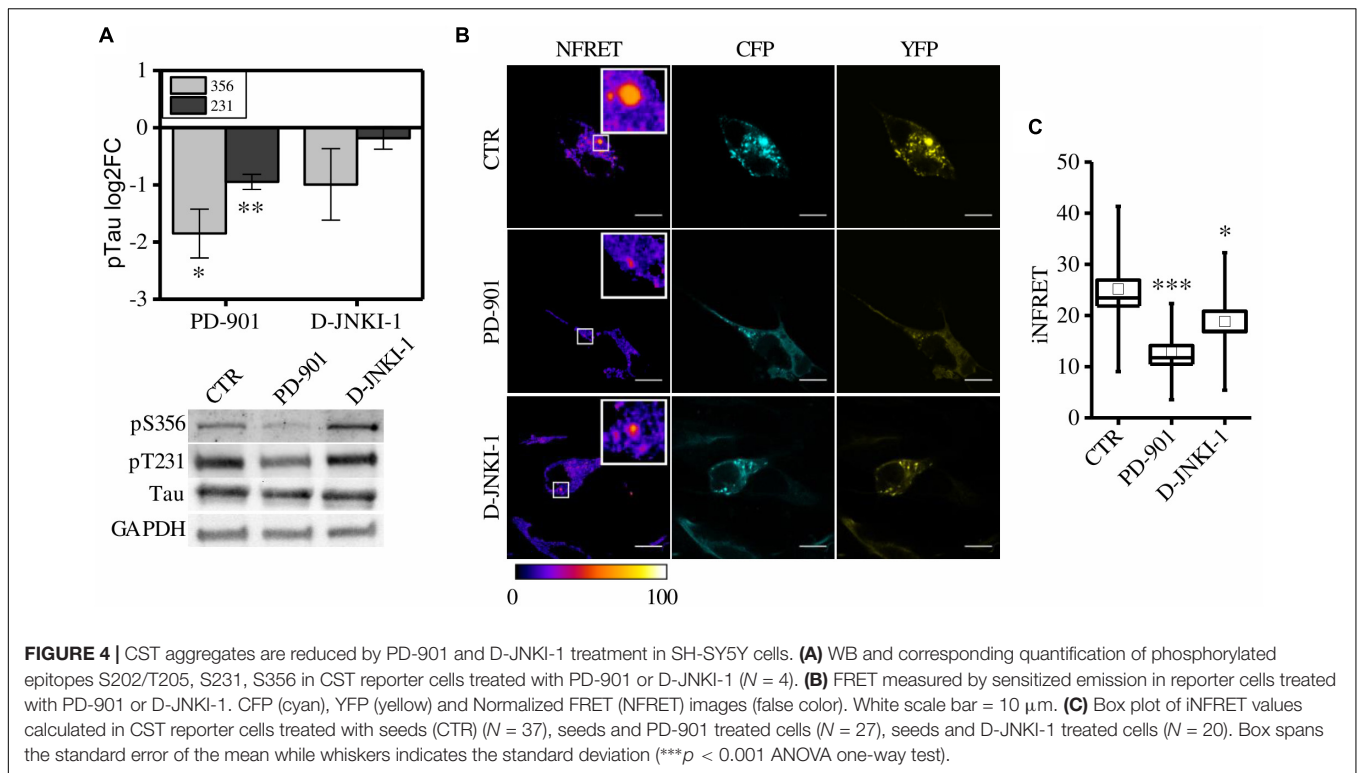 A
B
NFRET
CFP
YFP
1
356
231
0
-1
-2
-3
pTau log2FC
**
*
PD-901
D-JNKI-1
CTR
PD-901
D-JNKI-1
pS356
pT231
Tau
GAPDH
CTR
PD-901
D-JNKI-1
0
100
C
50
40
30
20
10
0
iNFRET
***
*
CTR
PD-901
D-JNKI-1
FIGURE 4 | CST aggregates are reduced by PD-901 and D-JNKI-1 treatment in SH-SY5Y cells. (A) WB and corresponding quantification of phosphorylated
epitopes S202/T205, S231, S356 in CST reporter cells treated with PD-901 or D-JNKI-1 (N = 4). (B) FRET measured by sensitized emission in reporter cells treated
with PD-901 or D-JNKI-1. CFP (cyan), YFP (yellow) and Normalized FRET (NFRET) images (false color). White scale bar = 10 μm. (C) Box plot of iNFRET values
calculated in CST reporter cells treated with seeds (CTR) (N = 37), seeds and PD-901 treated cells (N = 27), seeds and D-JNKI-1 treated cells (N = 20). Box spans
the standard error of the mean while whiskers indicates the standard deviation (***p < 0.001 ANOVA one-way test).